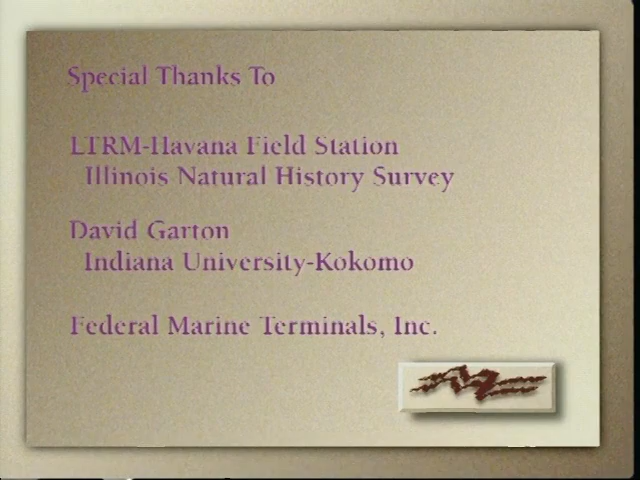 Special Thanks To
LTRM-Havana Field Station
Illinois Natural History Survey
David Garton
Indiana University-Kokomo
Federal Marine Terminals, Inc.